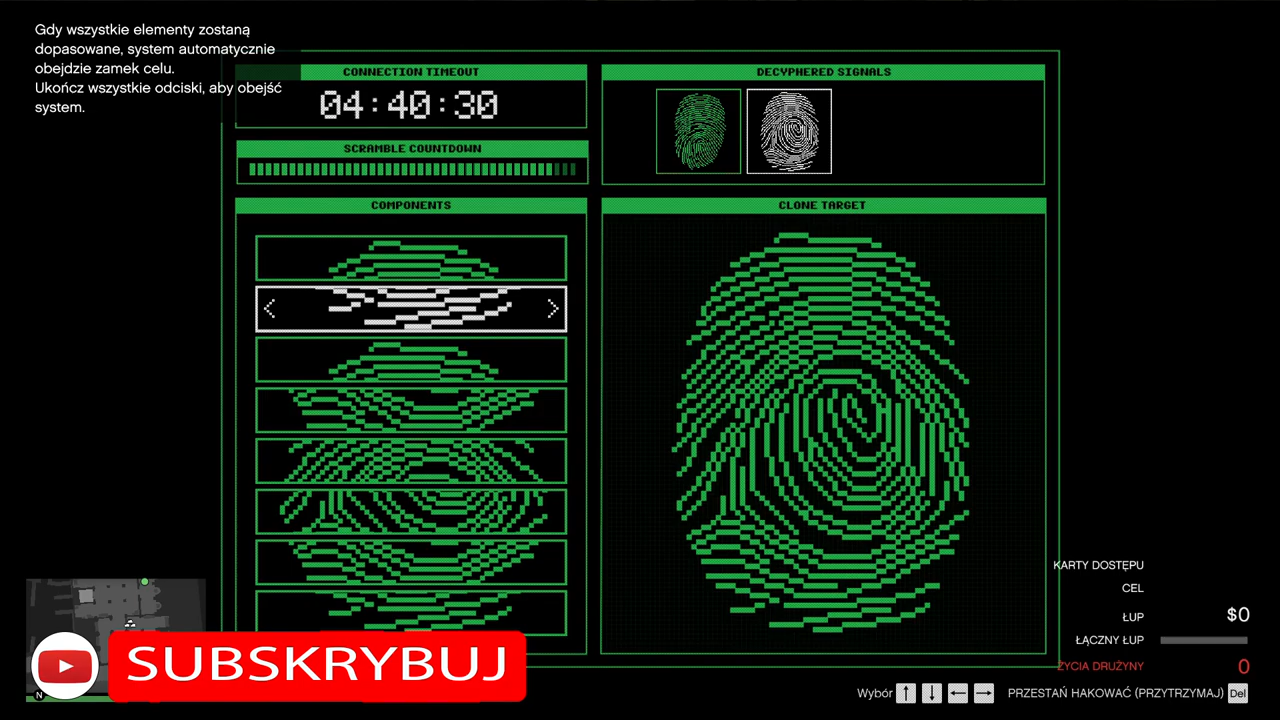 Gdy wszystkie elementy zostaną
dopasowane, system automatycznie
obejdzie zamek celu.
Ukończ wszystkie odciski, aby obejść
system.
CONNECTION TIMEOUT
04:40:30
SCRAMBLE COUNTDOWN
DECYPHERED SIGNALS
COMPONENTS
CLONE TARGET
KARTY DOSTĘPU
CEL
ŁUP $0
ŁĄCZNY ŁUP
ŻYCIA DRUŻYNY 0
N
SUBSKRYBUJ
Wybór ↑ ↓ ← → PRZESTAŃ HAKOWAĆ (PRZYTRZYMAJ) Del